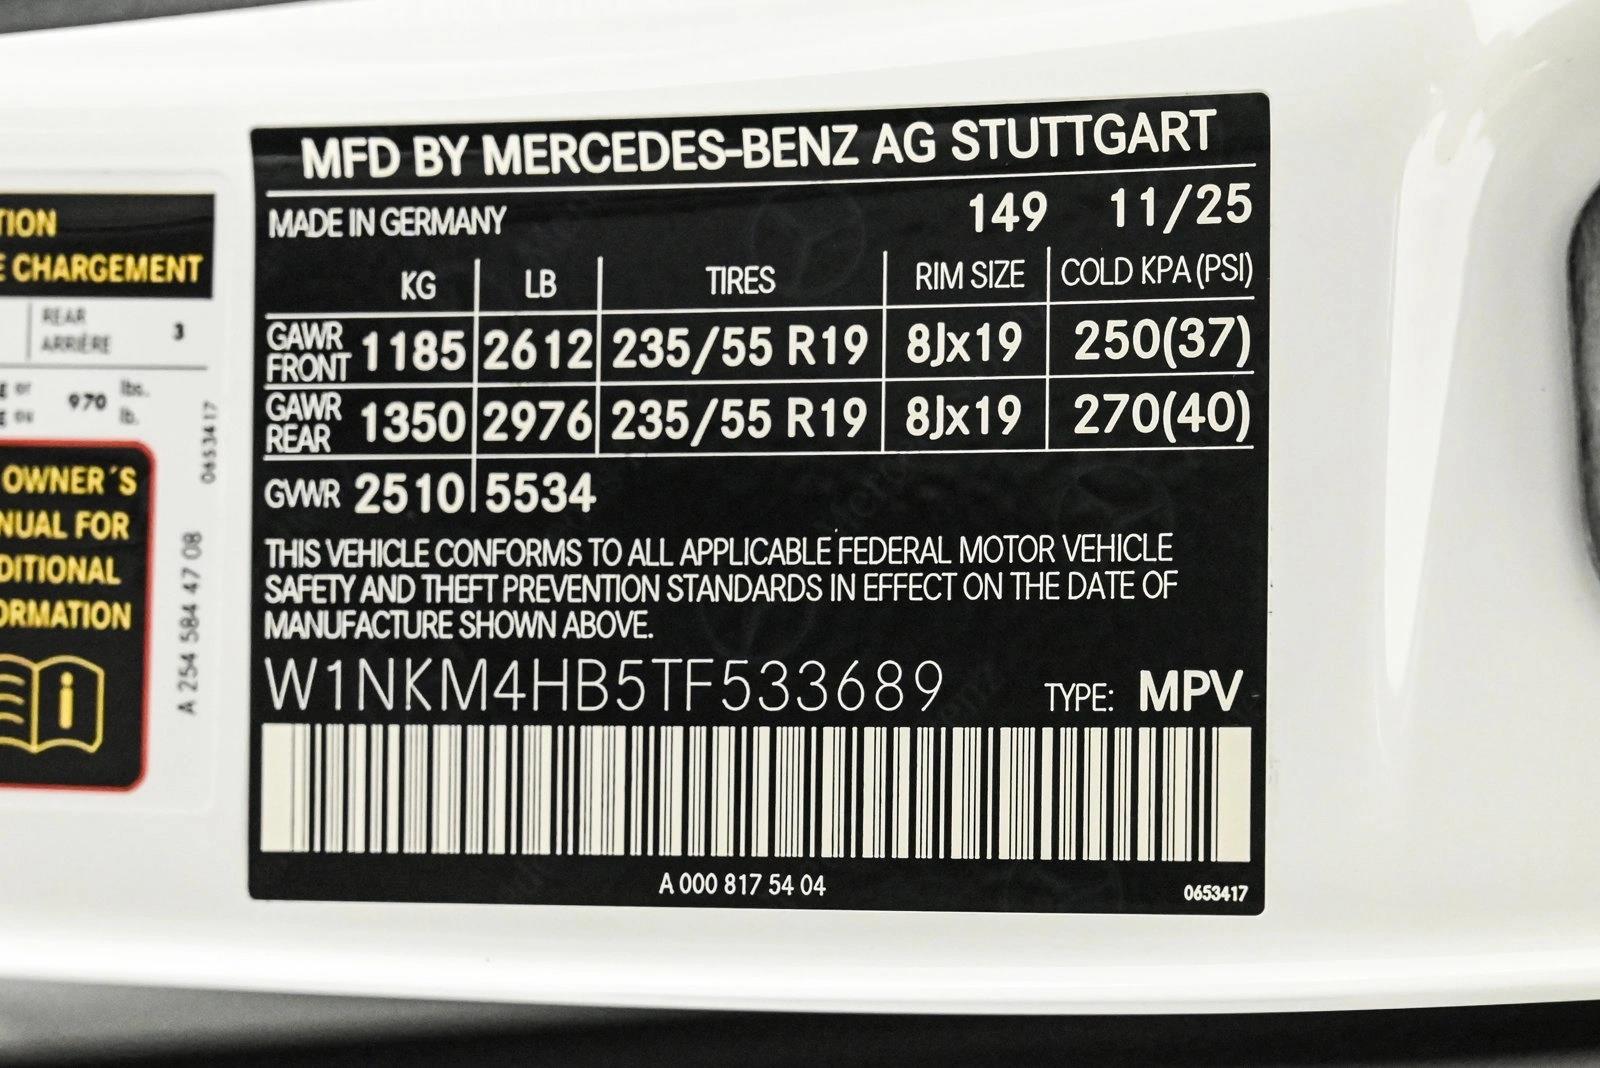 MFD BY MERCEDES-BENZ AG STUTTGART
MADE IN GERMANY 149 11/25
KG LB TIRES RIM SIZE COLD KPA (PSI)
GAWR FRONT 1185 2612 235/55 R19 8Jx19 250(37)
GAWR REAR 1350 2976 235/55 R19 8Jx19 270(40)
GVWR 2510 5534
THIS VEHICLE CONFORMS TO ALL APPLICABLE FEDERAL MOTOR VEHICLE
SAFETY AND THEFT PREVENTION STANDARDS IN EFFECT ON THE DATE OF
MANUFACTURE SHOWN ABOVE.
W1NKM4HB5TF533689 TYPE: MPV
A 000 817 54 04
0653417
TION
E CHARGEMENT
REAR
ARRIÈRE 3
or 970 lbs.
ou lb.
0653417
OWNER´S
NUAL FOR
DITIONAL
ORMATION
i
A 254 584 47 08